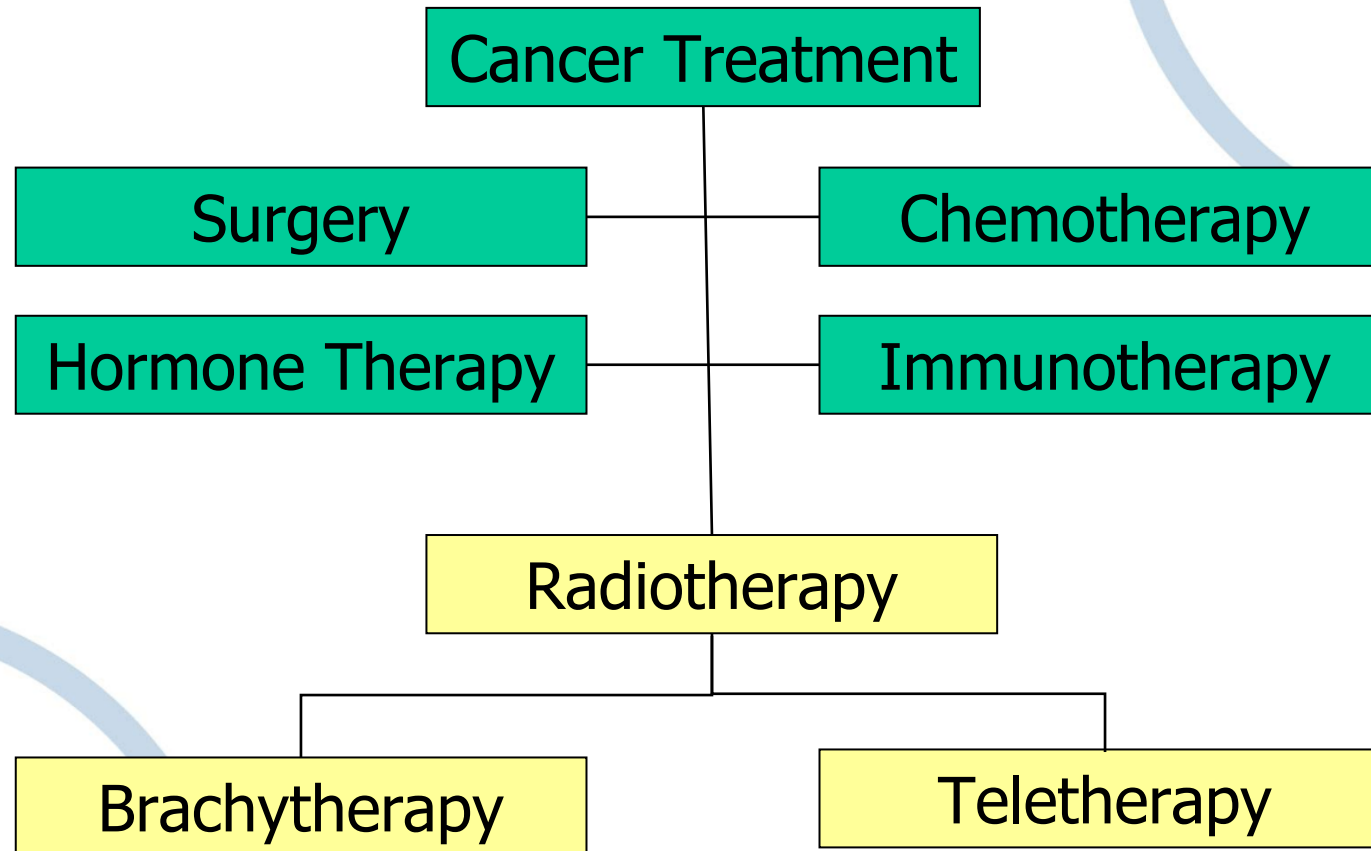 Cancer Treatment
Surgery
Chemotherapy
Hormone Therapy
Immunotherapy
Radiotherapy
Brachytherapy
Teletherapy